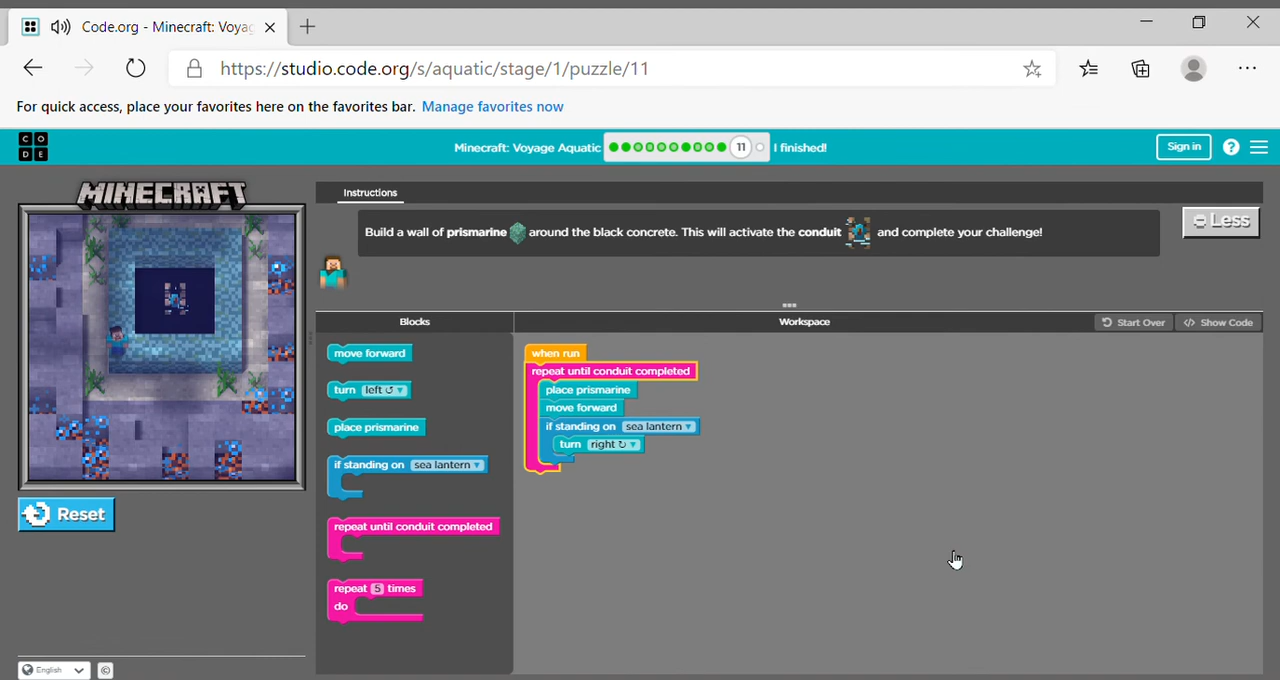 Code.org - Minecraft: Voyag
https://studio.code.org/s/aquatic/stage/1/puzzle/11
For quick access, place your favorites here on the favorites bar. Manage favorites now
C O D E
Minecraft: Voyage Aquatic 11 I finished!
Sign in ?
MINECRAFT
Instructions
Build a wall of prismarine around the black concrete. This will activate the conduit and complete your challenge!
Less
Blocks
Workspace
Start Over
Show Code
move forward
turn left
place prismarine
if standing on sea lantern
repeat until conduit completed
repeat 5 times
do
when run
repeat until conduit completed
place prismarine
move forward
if standing on sea lantern
turn right
Reset
English
©